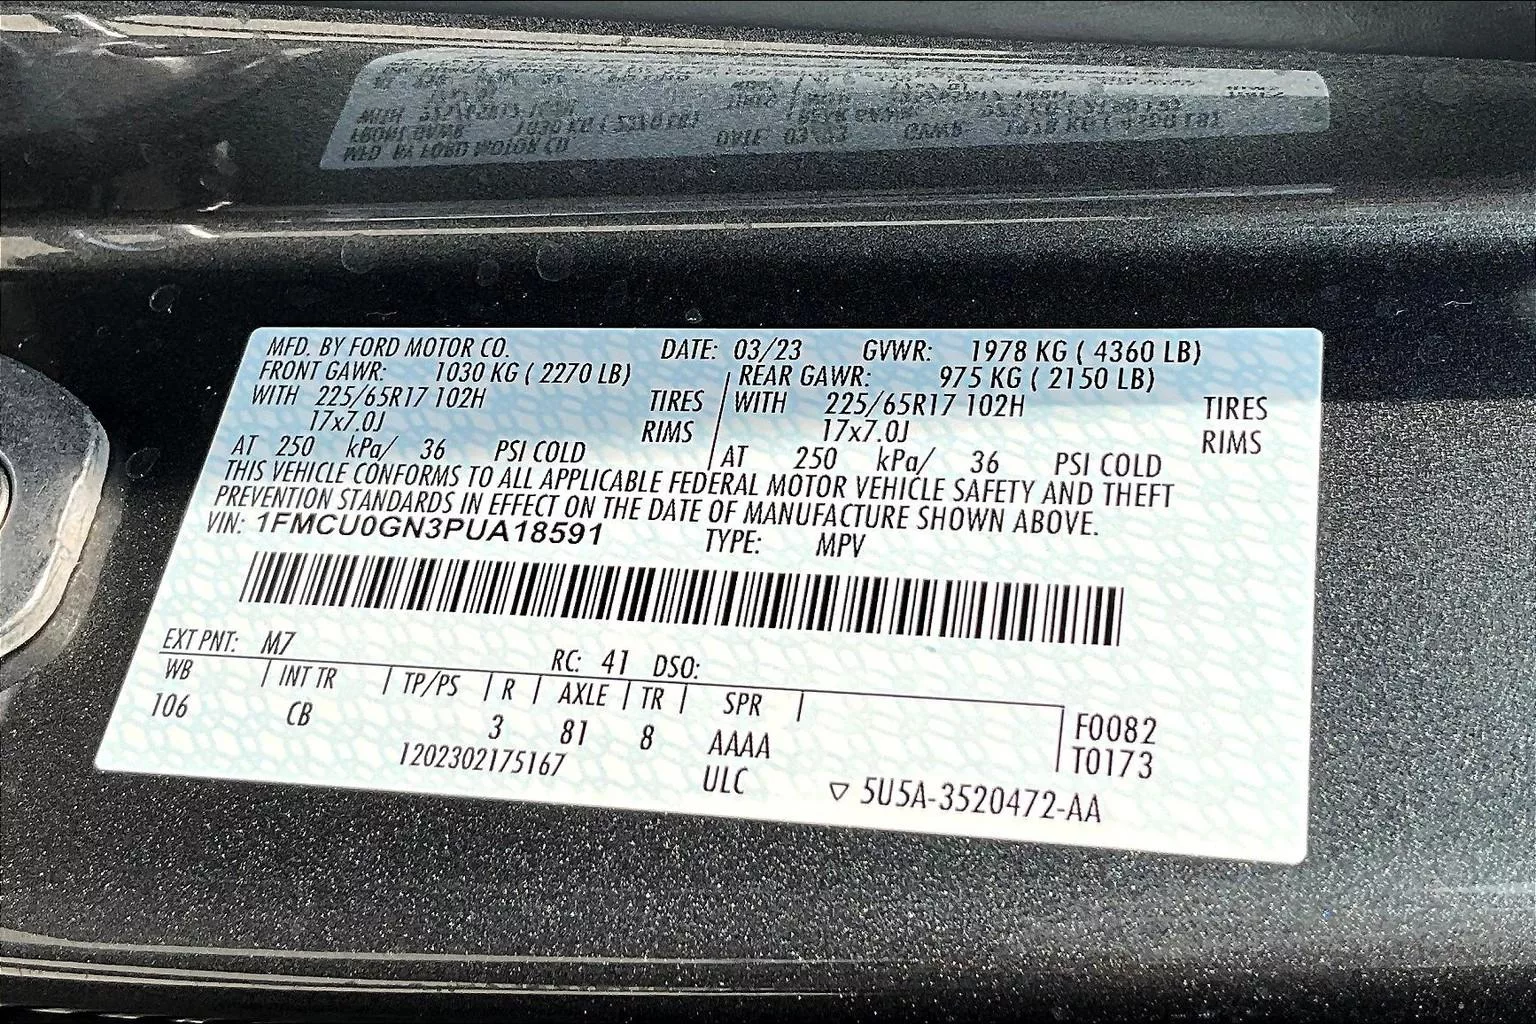 MFD. BY FORD MOTOR CO. DATE: 03/23 GVWR: 1978 KG ( 4360 LB)
FRONT GAWR: 1030 KG ( 2270 LB) REAR GAWR: 975 KG ( 2150 LB)
WITH 225/65R17 102H TIRES WITH 225/65R17 102H TIRES
17x7.0J RIMS 17x7.0J RIMS
AT 250 kPa/ 36 PSI COLD AT 250 kPa/ 36 PSI COLD
THIS VEHICLE CONFORMS TO ALL APPLICABLE FEDERAL MOTOR VEHICLE SAFETY AND THEFT
PREVENTION STANDARDS IN EFFECT ON THE DATE OF MANUFACTURE SHOWN ABOVE.
VIN: 1FMCU0GN3PUA18591 TYPE: MPV
EXT PNT: M7 RC: 41 DSO:
WB INT TR TP/PS R AXLE TR SPR
106 CB 3 81 8 AAAA F0082
T0173
1202302175167 ULC ▽ 5U5A-3520472-AA